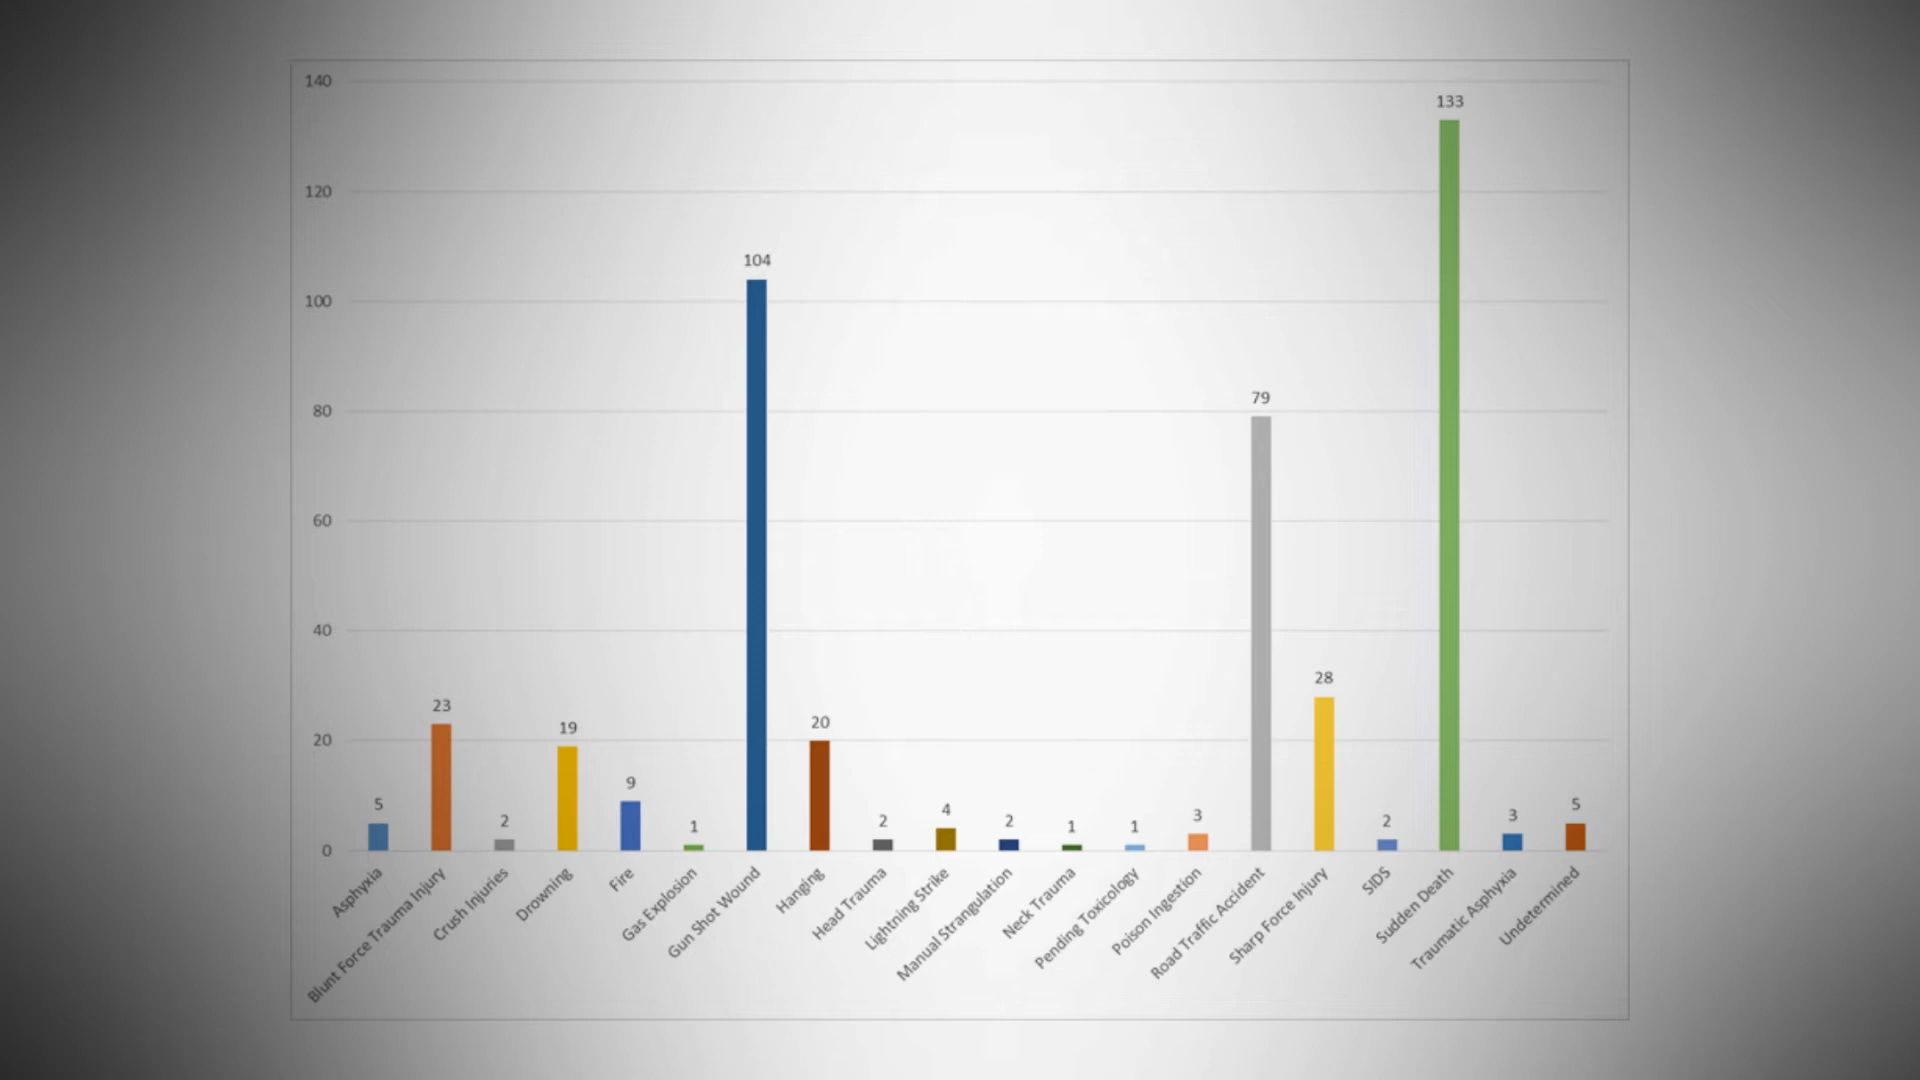 140
120
100
80
60
40
20
0
5
23
2
19
9
1
104
20
2
4
2
1
1
3
79
28
2
133
3
5
Asphyxia
Blunt Force Trauma Injury
Crush Injuries
Drowning
Fire
Gas Explosion
Gun Shot Wound
Hanging
Head Trauma
Lightning Strike
Manual Strangulation
Neck Trauma
Pending Toxicology
Poison Ingestion
Road Traffic Accident
Sharp Force Injury
SIDS
Sudden Death
Traumatic Asphyxia
Undetermined